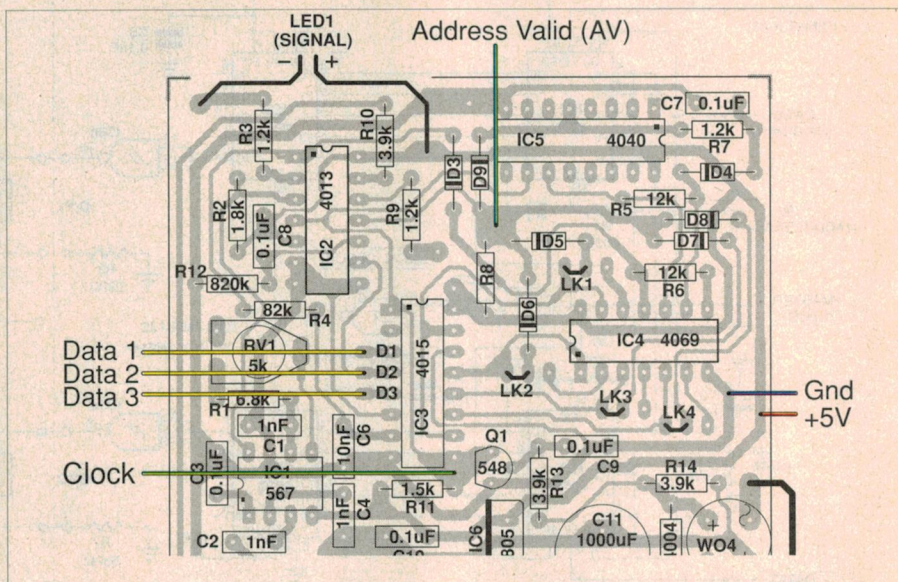 LED1
(SIGNAL)
− +
Address Valid (AV)
C7 0.1uF
R3 1.2k
R10 3.9k
IC5 4040
1.2k
R7
D3
D9
D4
4013
IC2
R2 1.8k
0.1uF C8
R9 1.2k
R5 12k
D8
D7
D5
R12
820k
R8
LK1
12k
R6
82k
R4
D6
RV1
5k
4015
IC3
IC4 4069
Data 1
D1
Data 2
D2
Data 3
D3
LK2
LK3
LK4
Gnd
+5V
R1 6.8k
1nF
C1
10nF C6
Q1
548
0.1uF
C9
Clock
C3 0.1uF
IC1
567
1.5k
R11
3.9k R13
R14
3.9k
1nF C4
C2 1nF
0.1uF
C11
1000uF
IC6
+
WO4